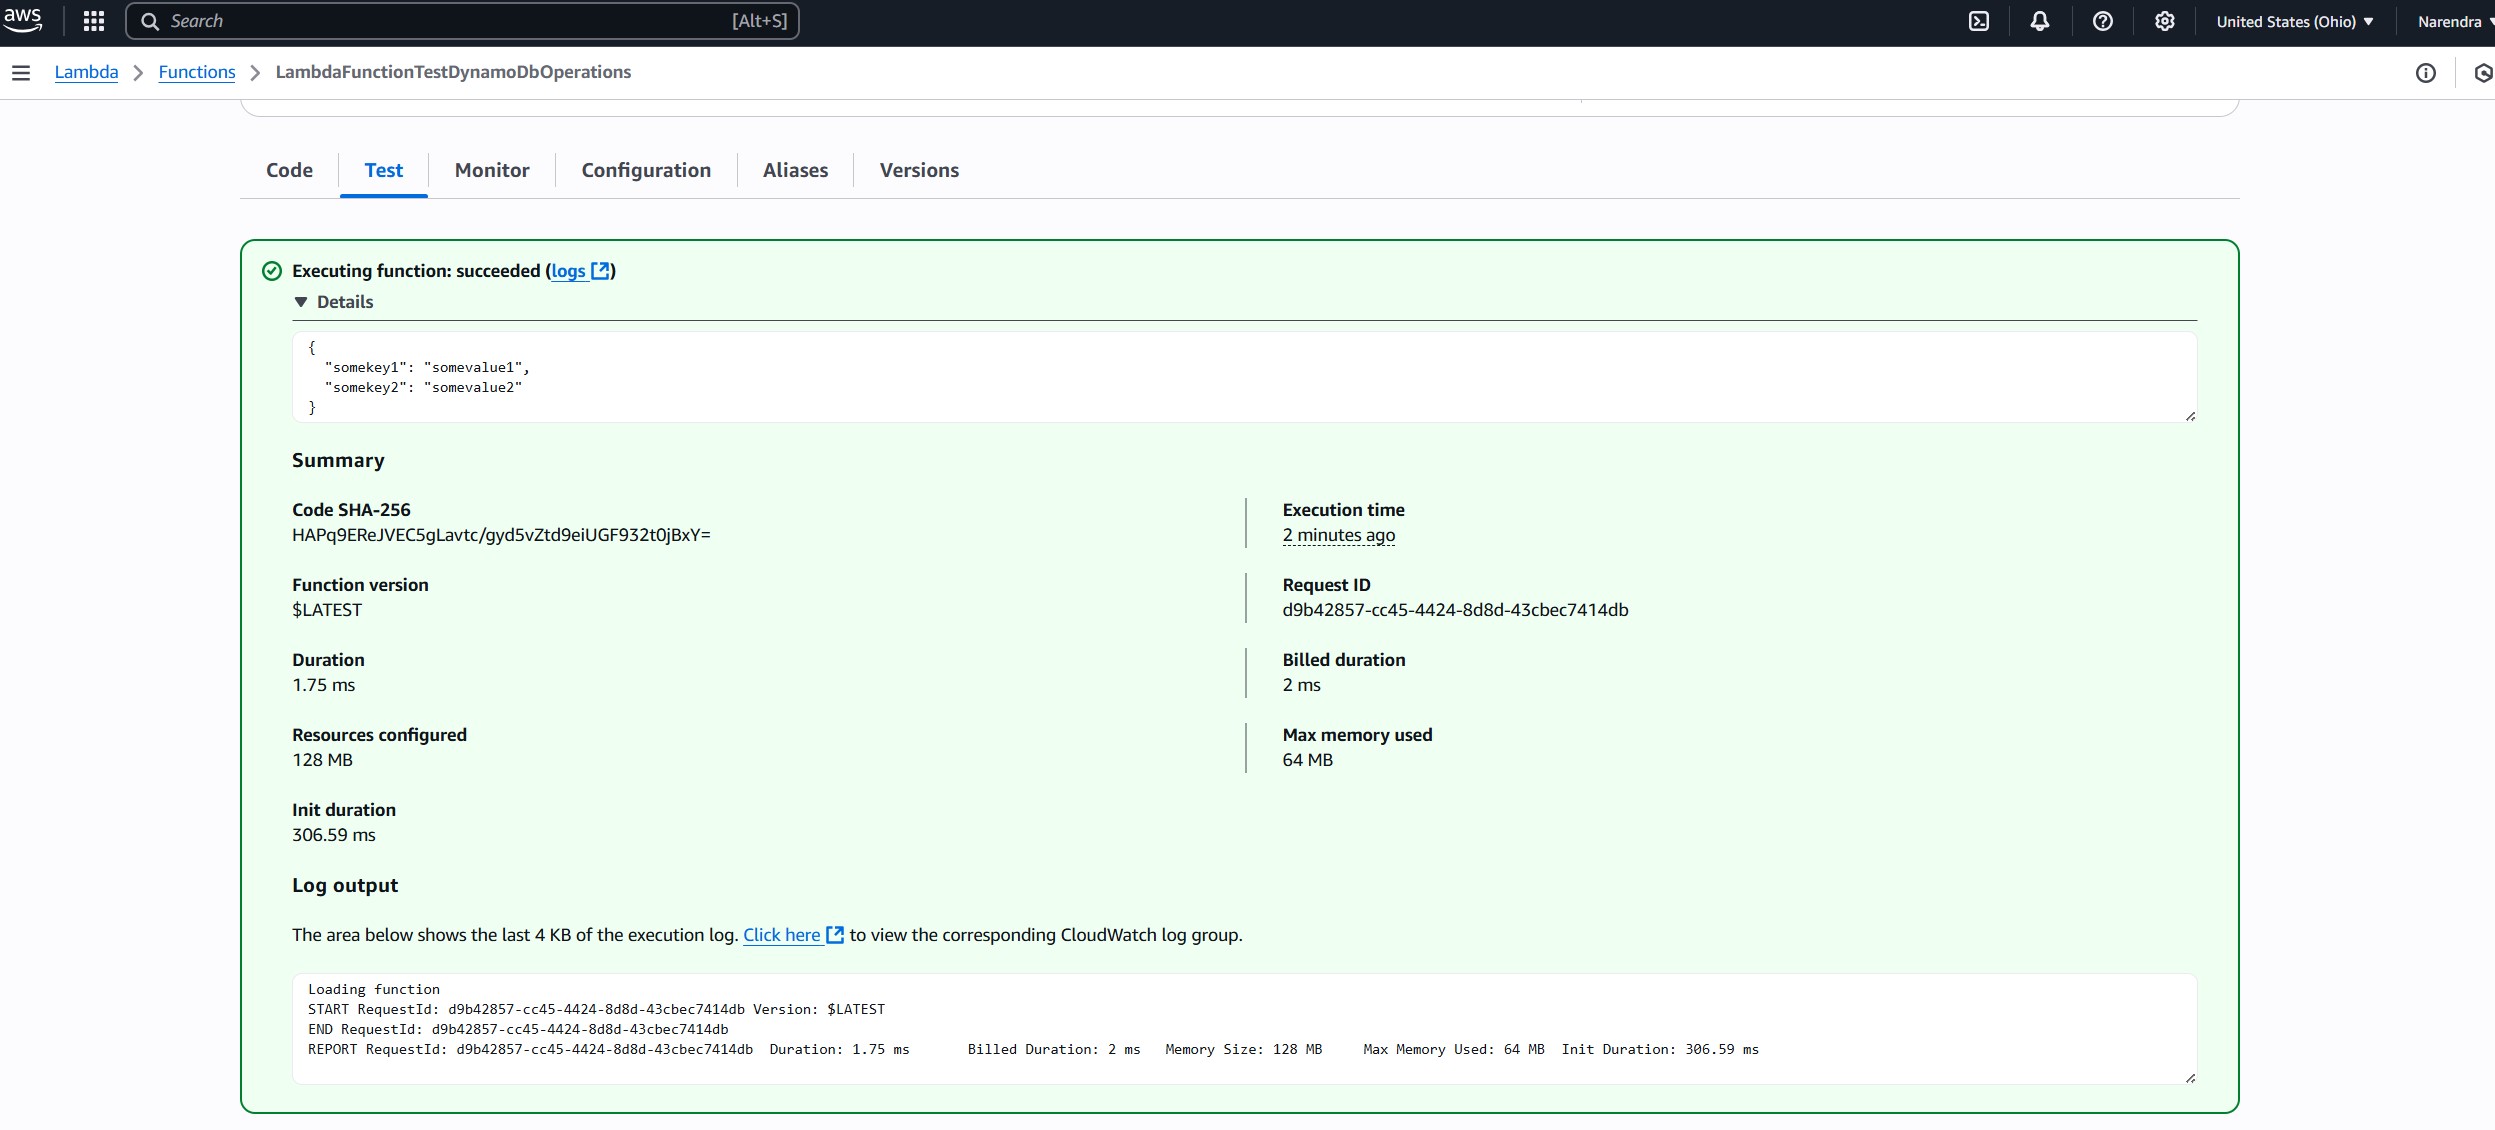 aws Search [Alt+S] United States (Ohio) Narendra
Lambda Functions LambdaFunctionTestDynamoDbOperations
Code Test Monitor Configuration Aliases Versions
Executing function: succeeded (logs)
Details
{
"somekey1": "somevalue1",
"somekey2": "somevalue2"
}
Summary
Code SHA-256
HAPq9EReJVEC5gLavtc/gyd5vZtd9eiUGF932t0jBxY=
Execution time
2 minutes ago
Function version
$LATEST
Request ID
d9b42857-cc45-4424-8d8d-43cbec7414db
Duration
1.75 ms
Billed duration
2 ms
Resources configured
128 MB
Max memory used
64 MB
Init duration
306.59 ms
Log output
The area below shows the last 4 KB of the execution log. Click here to view the corresponding CloudWatch log group.
Loading function
START RequestId: d9b42857-cc45-4424-8d8d-43cbec7414db Version: $LATEST
END RequestId: d9b42857-cc45-4424-8d8d-43cbec7414db
REPORT RequestId: d9b42857-cc45-4424-8d8d-43cbec7414db Duration: 1.75 ms Billed Duration: 2 ms Memory Size: 128 MB Max Memory Used: 64 MB Init Duration: 306.59 ms